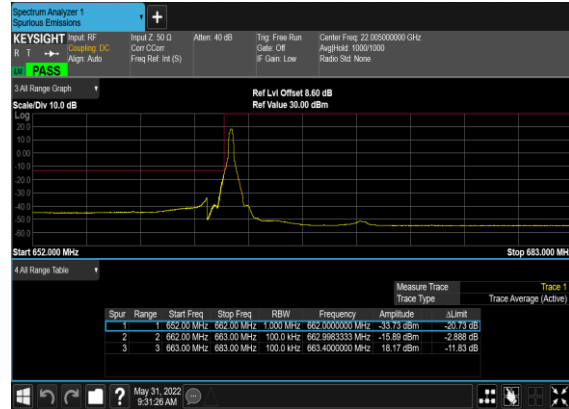 Spectrum Analyzer 1
Spurious Emissions
KEYSIGHT Input: RF Input Z: 50 Ω Atten: 40 dB Trig: Free Run Center Freq: 22.005000000 GHz
R T Coupling: DC Corr CCorr Gate: Off Avg|Hold: 1000/1000
Align: Auto Freq Ref: Int (S) IF Gain: Low Radio Std: None
LM PASS
3 All Range Graph
Ref Lvl Offset 8.60 dB
Scale/Div 10.0 dB Ref Value 30.00 dBm
Log
20.0
10.0
0.00
-10.0
-20.0
-30.0
-40.0
-50.0
-60.0
Start 652.000 MHz Stop 683.000 MH
4 All Range Table
Measure Trace Trace 1
Trace Type Trace Average (Active)
Spur Range Start Freq Stop Freq RBW Frequency Amplitude ΔLimit
1 1 652.00 MHz 662.00 MHz 1.000 MHz 662.0000000 MHz -33.73 dBm -20.73 dB
2 2 662.00 MHz 663.00 MHz 100.0 kHz 662.9983333 MHz -15.89 dBm -2.888 dB
3 3 663.00 MHz 683.00 MHz 100.0 kHz 663.4000000 MHz 18.17 dBm -11.83 dB
? May 31, 2022
9:31:26 AM